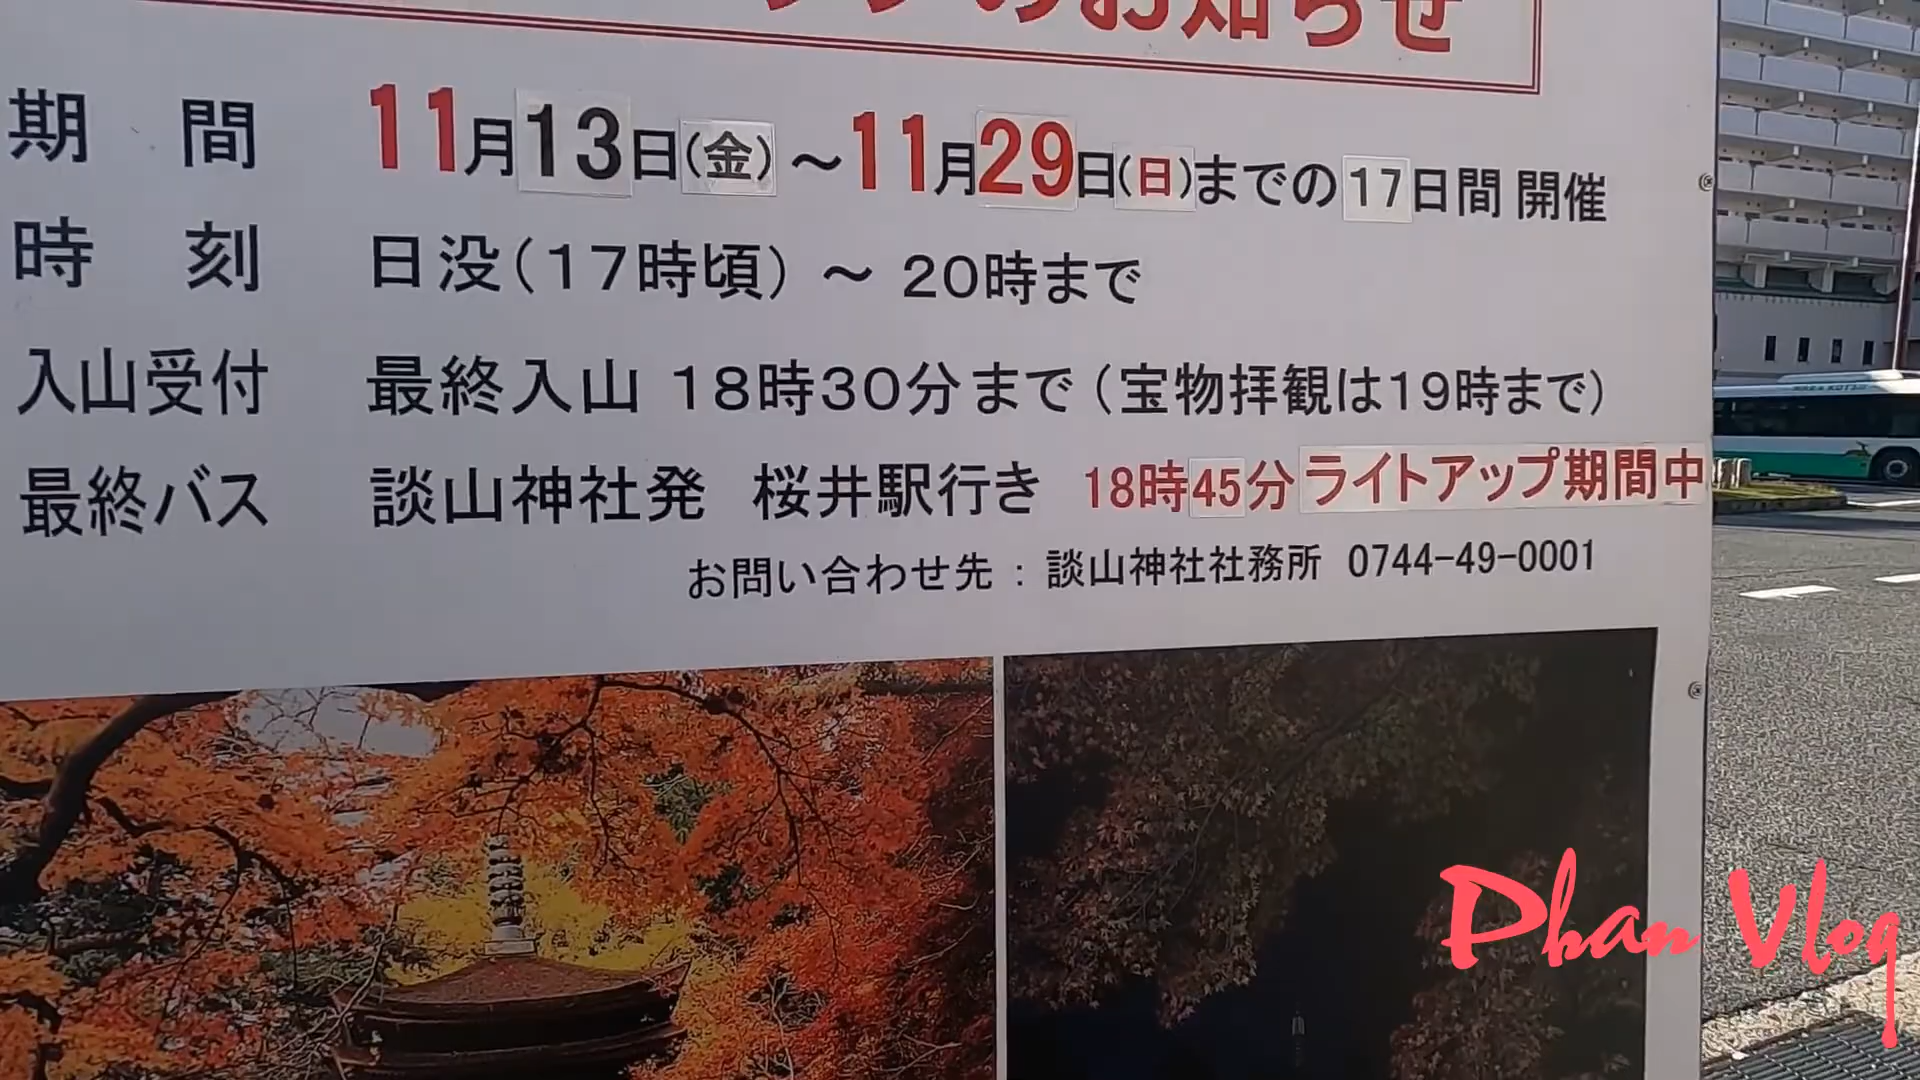 のお知らせ
期 間 11月13日(金)～11月29日(日)までの17日間 開催
時 刻 日没(17時頃) ～ 20時まで
入山受付 最終入山 18時30分まで(宝物拝観は19時まで)
最終バス 談山神社発 桜井駅行き 18時45分 ライトアップ期間中
お問い合わせ先：談山神社社務所 0744-49-0001
Phan Vlog